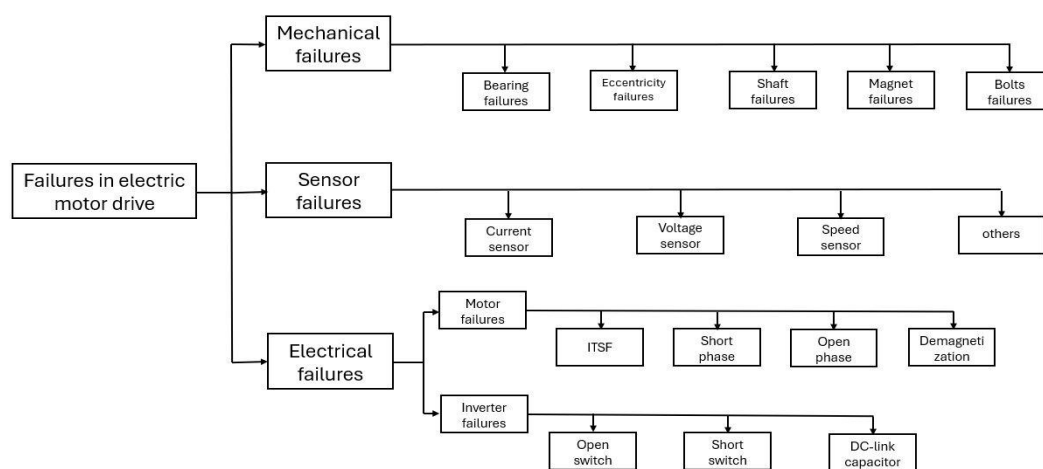 Mechanical
failures
Bearing
failures
Eccentricity
failures
Shaft
failures
Magnet
failures
Bolts
failures
Failures in electric
motor drive
Sensor
failures
Current
sensor
Voltage
sensor
Speed
sensor
others
Electrical
failures
Motor
failures
ITSF
Short
phase
Open
phase
Demagneti
zation
Inverter
failures
Open
switch
Short
switch
DC-link
capacitor